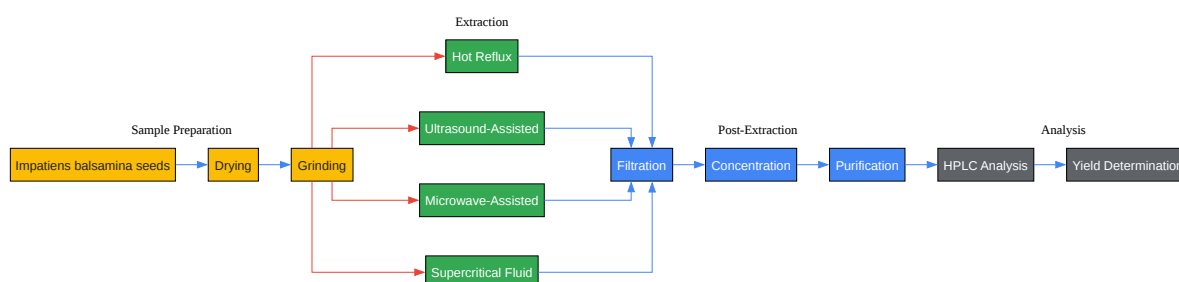 Extraction
Hot Reflux
Sample Preparation
Ultrasound-Assisted
Post-Extraction
Analysis
Impatiens balsamina seeds
Drying
Grinding
Filtration
Concentration
Purification
HPLC Analysis
Yield Determination
Microwave-Assisted
Supercritical Fluid